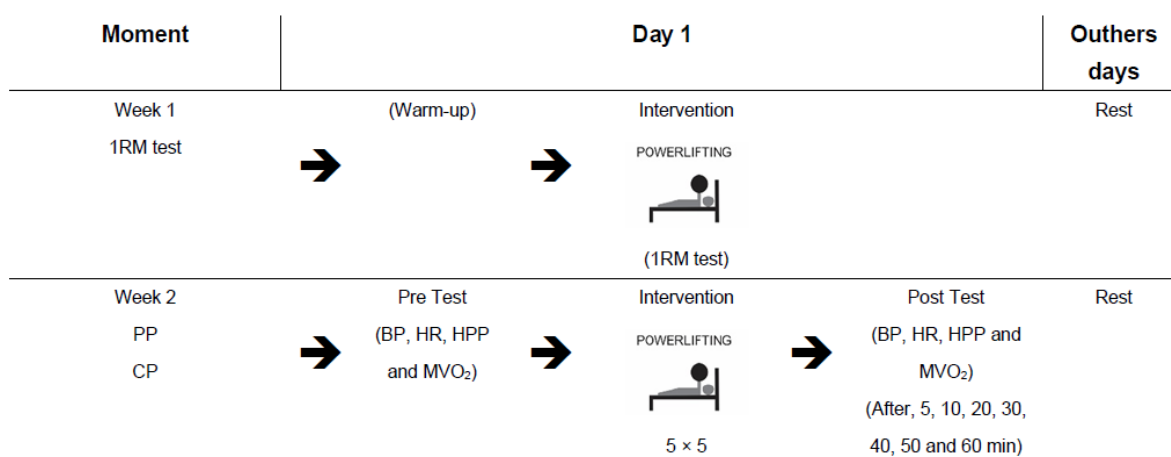 Moment Day 1 Outhers
days
Week 1 (Warm-up) Intervention Rest
1RM test
POWERLIFTING
(1RM test)
Week 2 Pre Test Intervention Post Test Rest
PP (BP, HR, HPP (BP, HR, HPP and
POWERLIFTING
CP and MVO₂) MVO₂)
(After, 5, 10, 20, 30,
5 × 5 40, 50 and 60 min)